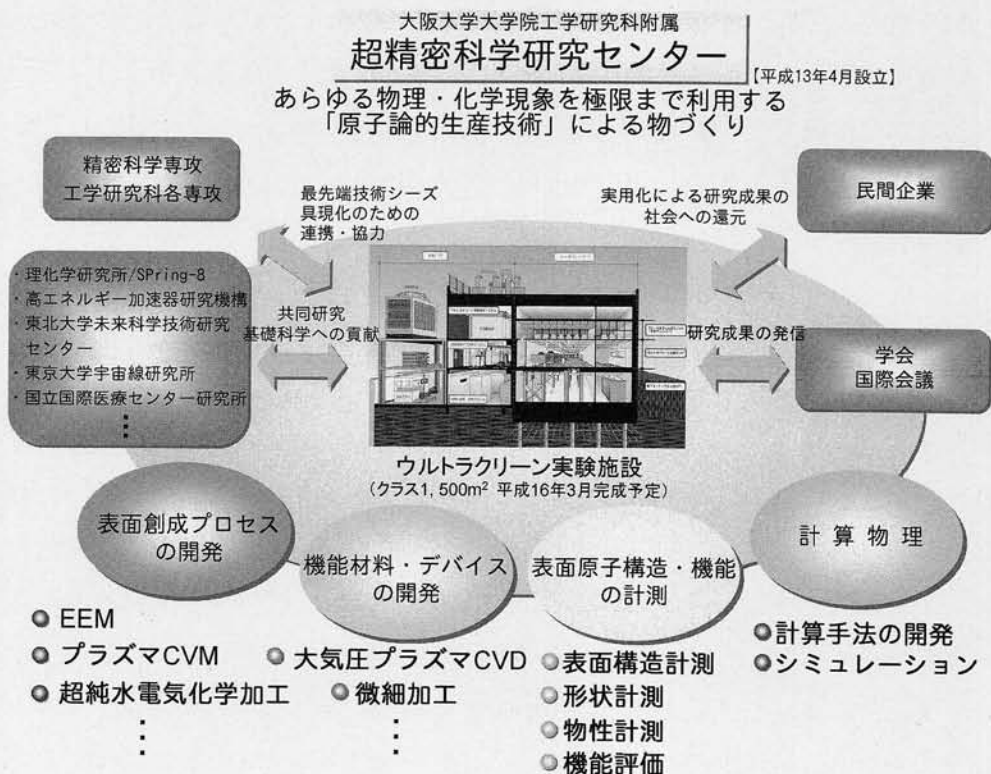 大阪大学大学院工学研究科附属
超精密科学研究センター
【平成13年4月設立】
あらゆる物理・化学現象を極限まで利用する
「原子論的生産技術」による物づくり
精密科学専攻
工学研究科各専攻
最先端技術シーズ
具現化のための
連携・協力
実用化による研究成果の
社会への還元
民間企業
・理化学研究所/SPring-8
・高エネルギー加速器研究機構
・東北大学未来科学技術研究
センター
・東京大学宇宙線研究所
・国立国際医療センター研究所
共同研究
基礎科学への貢献
研究成果の発信
学会
国際会議
ウルトラクリーン実験施設
(クラス1, 500m² 平成16年3月完成予定)
表面創成プロセス
の開発
機能材料・デバイス
の開発
表面原子構造・機能
の計測
計算物理
EEM
プラズマCVM
超純水電気化学加工
大気圧プラズマCVD
微細加工
表面構造計測
形状計測
物性計測
機能評価
計算手法の開発
シミュレーション